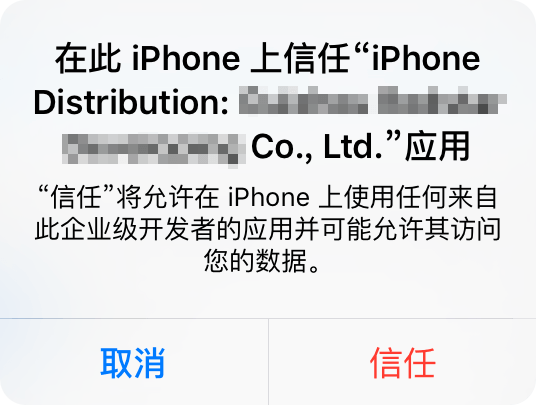 在此 iPhone 上信任“iPhone
Distribution:
Co., Ltd.”应用
“信任”将允许在 iPhone 上使用任何来自
此企业级开发者的应用并可能允许其访问
您的数据。
取消
信任